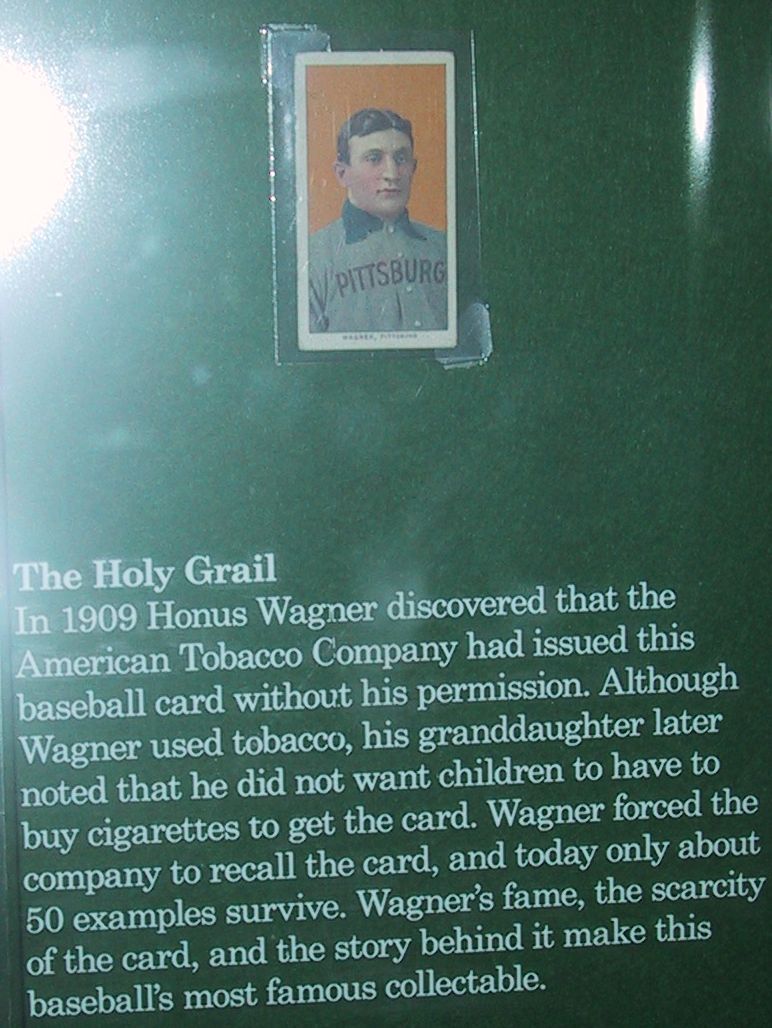 PITTSBURG
WAGNER, PITTSBURG
The Holy Grail
In 1909 Honus Wagner discovered that the
American Tobacco Company had issued this
baseball card without his permission. Although
Wagner used tobacco, his granddaughter later
noted that he did not want children to have to
buy cigarettes to get the card. Wagner forced the
company to recall the card, and today only about
50 examples survive. Wagner's fame, the scarcity
of the card, and the story behind it make this
baseball's most famous collectable.